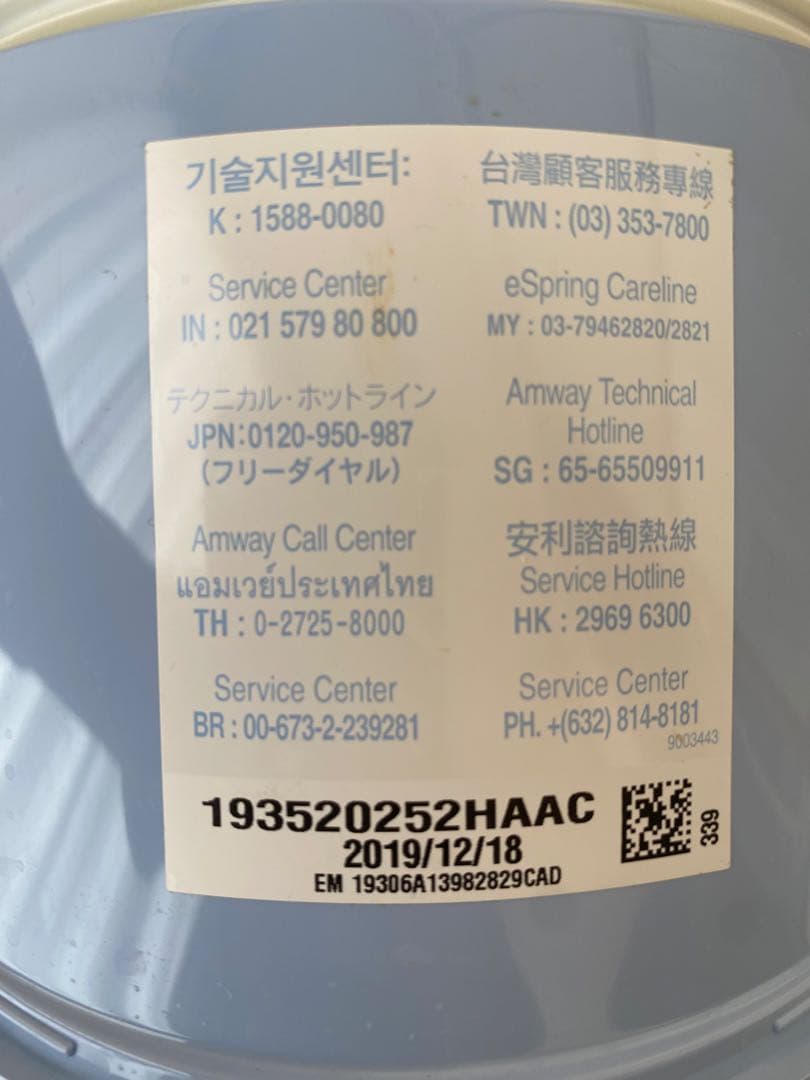 기술지원센터:
K : 1588-0080
Service Center
IN : 021 579 80 800
テクニカル・ホットライン
JPN:0120-950-987
(フリーダイヤル)
Amway Call Center
แอมเวย์ประเทศไทย
TH : 0-2725-8000
Service Center
BR : 00-673-2-239281
台灣顧客服務專線
TWN : (03) 353-7800
eSpring Careline
MY : 03-79462820/2821
Amway Technical
Hotline
SG : 65-65509911
安利諮詢熱線
Service Hotline
HK : 2969 6300
Service Center
PH. +(632) 814-8181
9003443
193520252HAAC
2019/12/18
EM 19306A13982829CAD
339